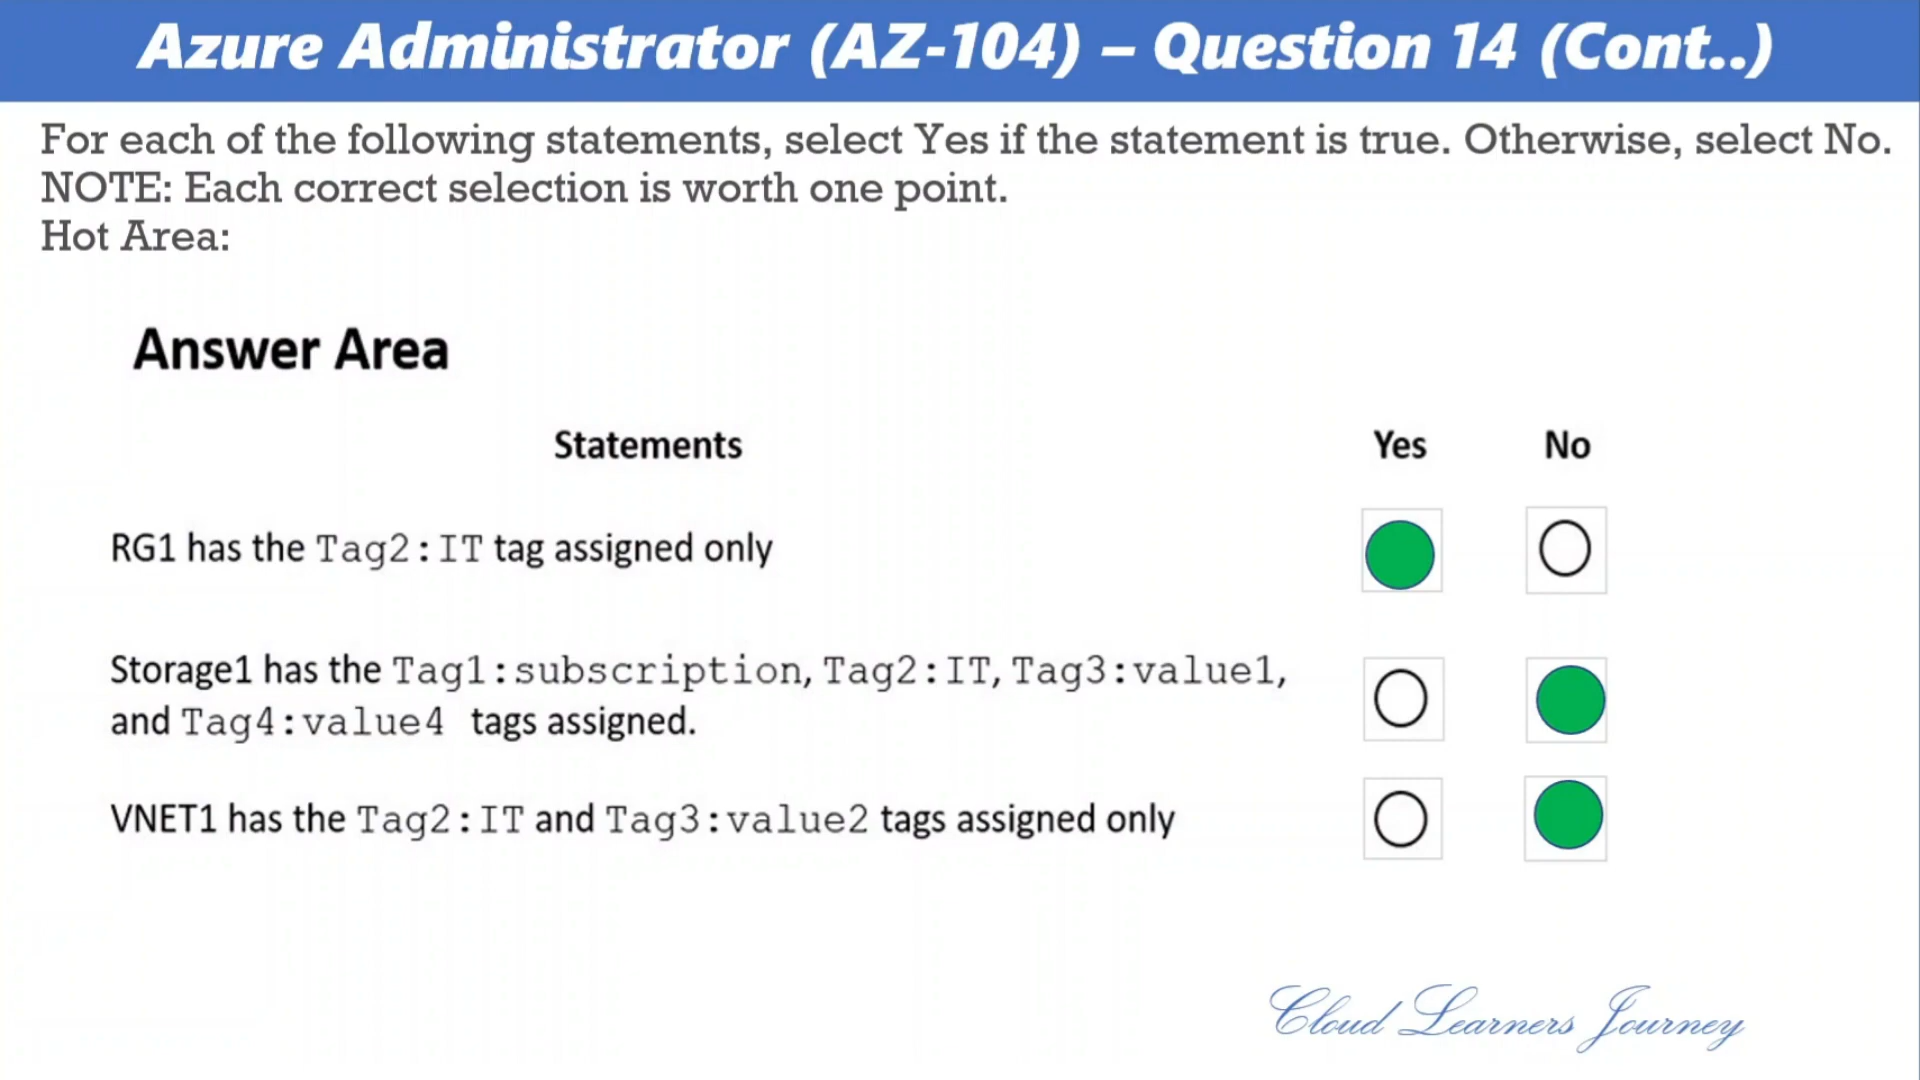 Azure Administrator (AZ-104) – Question 14 (Cont..)
For each of the following statements, select Yes if the statement is true. Otherwise, select No.
NOTE: Each correct selection is worth one point.
Hot Area:
Answer Area
Statements Yes No
RG1 has the Tag2:IT tag assigned only
Storage1 has the Tag1:subscription, Tag2:IT, Tag3:value1,
and Tag4:value4 tags assigned.
VNET1 has the Tag2:IT and Tag3:value2 tags assigned only
Cloud Learners Journey